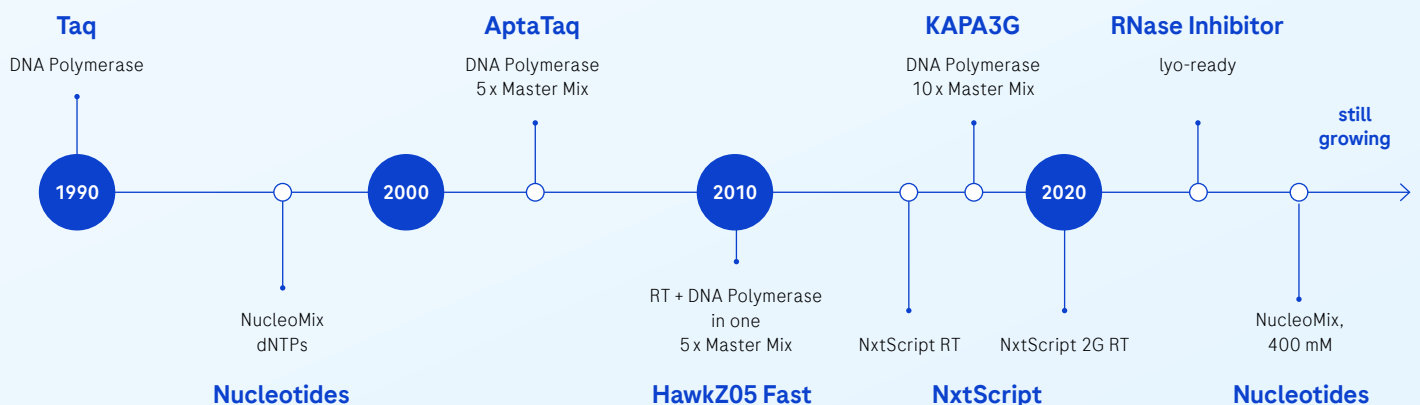 Taq
DNA Polymerase
AptaTaq
DNA Polymerase
5 x Master Mix
KAPA3G
DNA Polymerase
10 x Master Mix
RNase Inhibitor
lyo-ready
still
growing
1990
2000
2010
2020
NucleoMix
dNTPs
Nucleotides
RT + DNA Polymerase
in one
5 x Master Mix
HawkZ05 Fast
NxtScript RT
NxtScript 2G RT
NxtScript
NucleoMix,
400 mM
Nucleotides